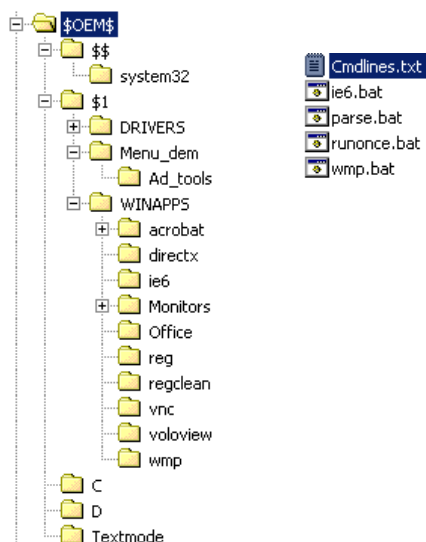 $OEM$
$$
system32
$1
DRIVERS
Menu_dem
Ad_tools
WINAPPS
acrobat
directx
ie6
Monitors
Office
reg
regclean
vnc
voloview
wmp
C
D
Textmode
Cmdlines.txt
ie6.bat
parse.bat
runonce.bat
wmp.bat